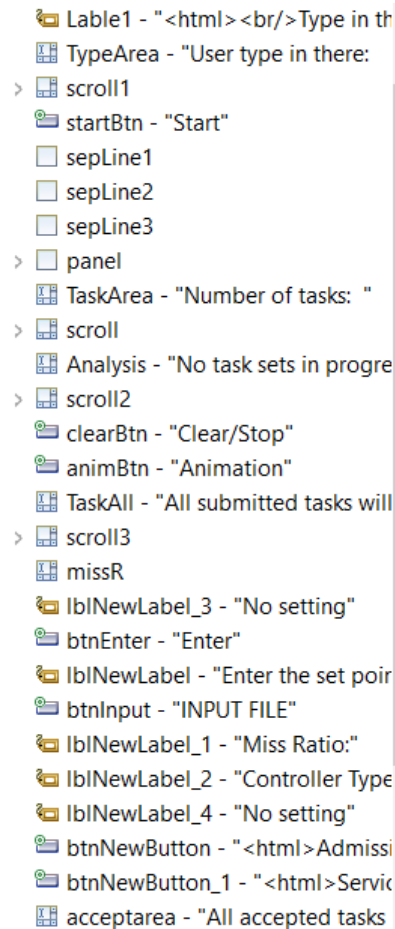 Lable1 - "<html><br/>Type in th
TypeArea - "User type in there:
scroll1
startBtn - "Start"
sepLine1
sepLine2
sepLine3
panel
TaskArea - "Number of tasks:  "
scroll
Analysis - "No task sets in progre
scroll2
clearBtn - "Clear/Stop"
animBtn - "Animation"
TaskAll - "All submitted tasks will
scroll3
missR
lblNewLabel_3 - "No setting"
btnEnter - "Enter"
lblNewLabel - "Enter the set poin
btnInput - "INPUT FILE"
lblNewLabel_1 - "Miss Ratio:"
lblNewLabel_2 - "Controller Type
lblNewLabel_4 - "No setting"
btnNewButton - "<html>Admissi
btnNewButton_1 - "<html>Servic
acceptarea - "All accepted tasks